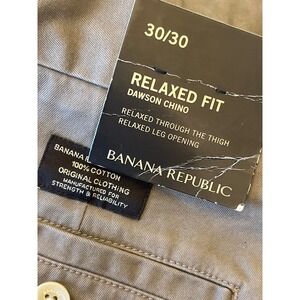 30/30
RELAXED FIT
DAWSON CHINO
RELAXED THROUGH THE THIGH
RELAXED LEG OPENING
BANANA REPUBLIC
BANANA
100% COTTON
ORIGINAL CLOTHING
MANUFACTURED FOR
STRENGTH & RELIABILITY